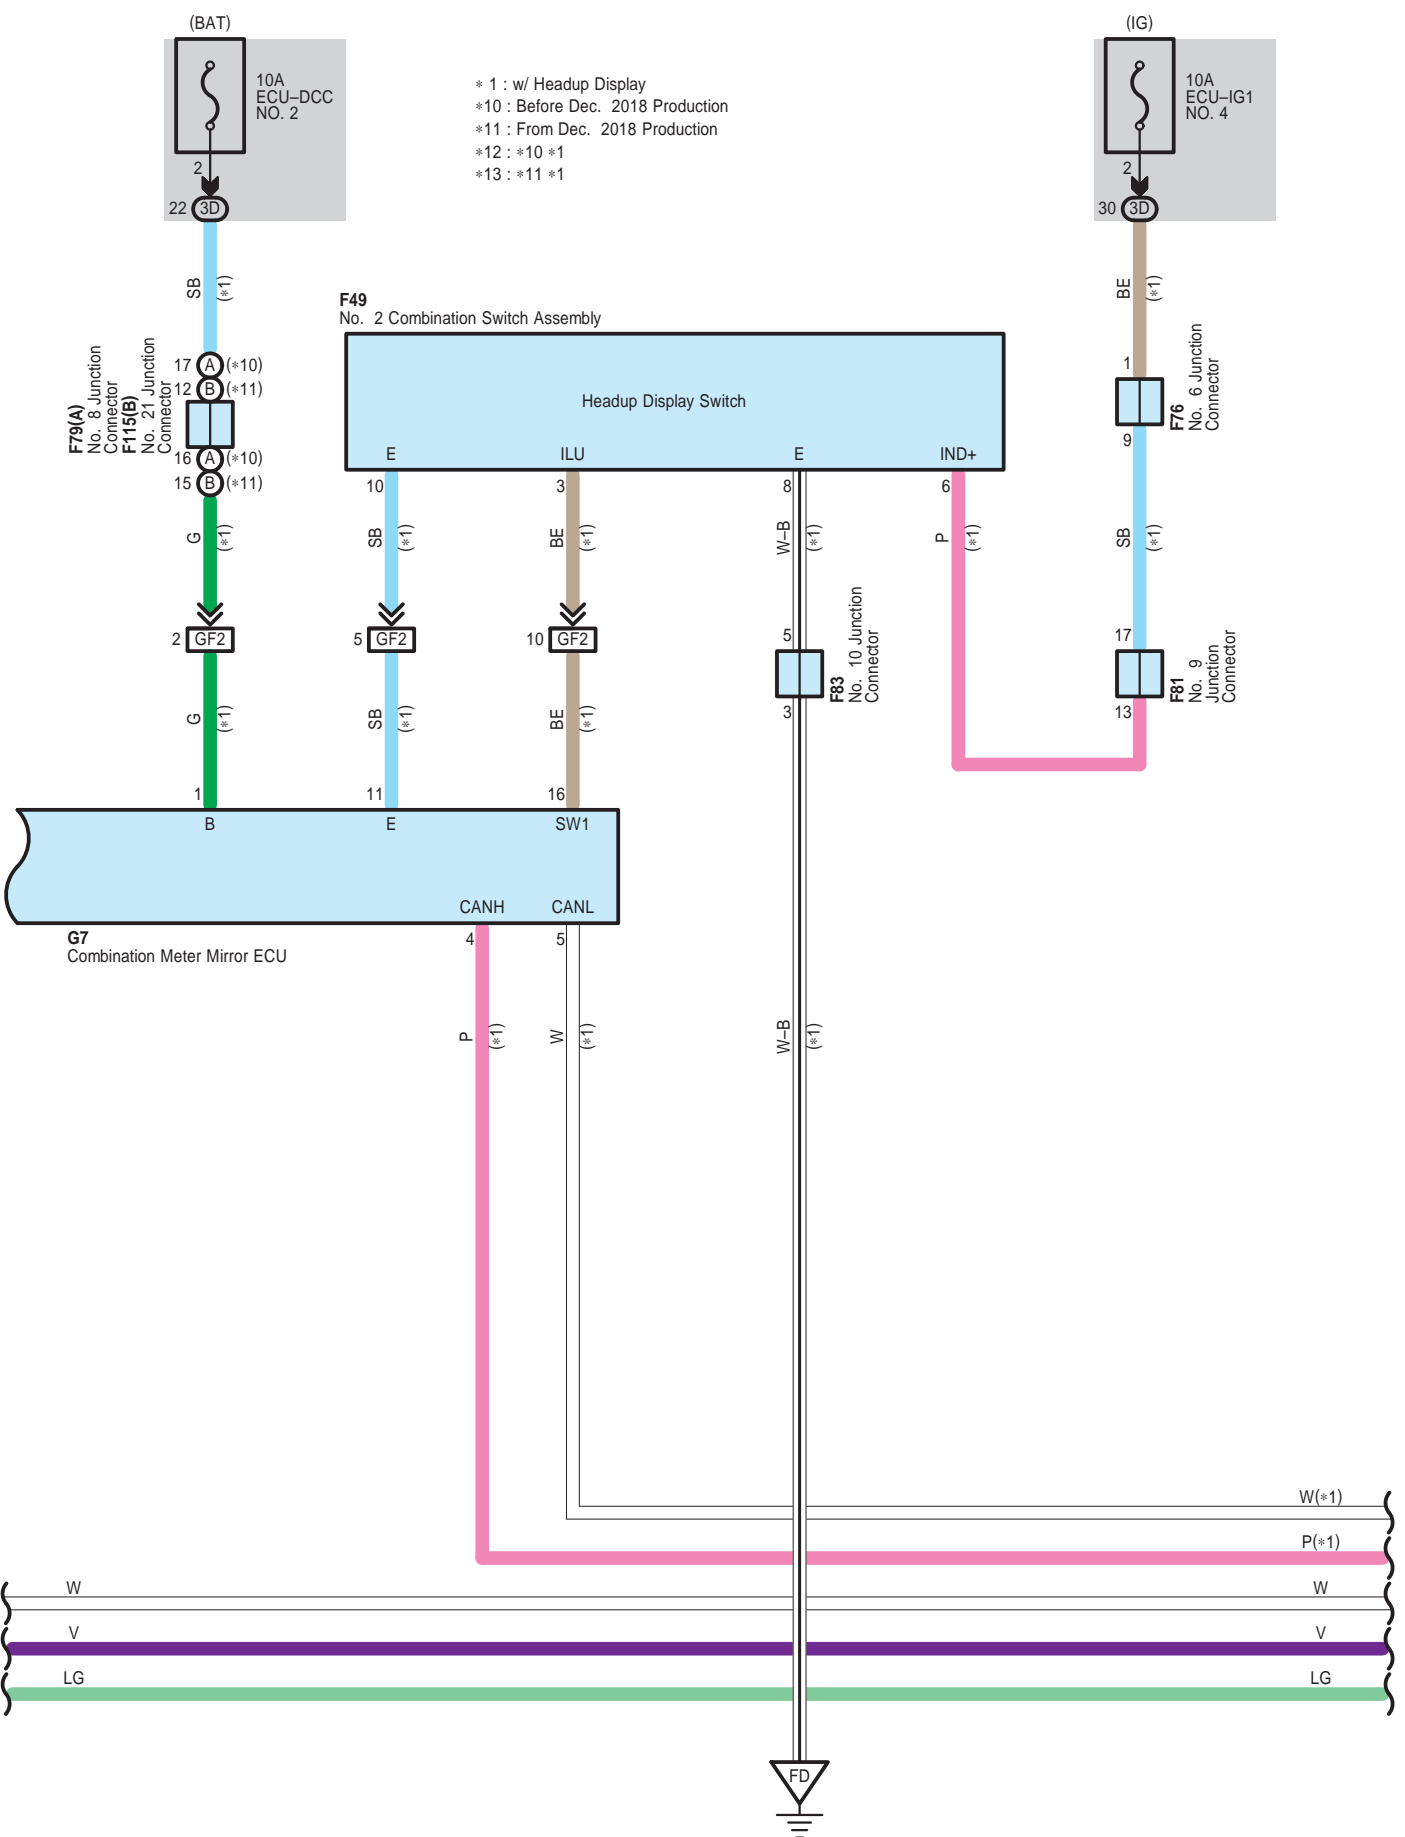 (BAT)
(IG)
10A
ECU–DCC
NO. 2
10A
ECU–IG1
NO. 4
∗ 1 : w/ Headup Display
∗10 : Before Dec. 2018 Production
∗11 : From Dec. 2018 Production
∗12 : ∗10 ∗1
∗13 : ∗11 ∗1
2
22 3D
2
30 3D
SB
(∗1)
BE
(∗1)
F49
No. 2 Combination Switch Assembly
Headup Display Switch
E
ILU
E
IND+
10
3
8
6
F79(A)
No. 8 Junction
Connector
F115(B)
No. 21 Junction
Connector
17 A (∗10)
12 B (∗11)
16 A (∗10)
15 B (∗11)
1
F76
No. 6 Junction
Connector
9
G
(∗1)
SB
(∗1)
BE
(∗1)
W–B
(∗1)
P
(∗1)
SB
(∗1)
2 GF2
5 GF2
10 GF2
5
F83
No. 10 Junction
Connector
3
17
F81
No. 9
Junction
Connector
13
G
(∗1)
SB
(∗1)
BE
(∗1)
1
11
16
B
E
SW1
CANH
CANL
G7
Combination Meter Mirror ECU
4
5
P
(∗1)
W
(∗1)
W–B
(∗1)
W(∗1)
P(∗1)
W
W
V
V
LG
LG
FD